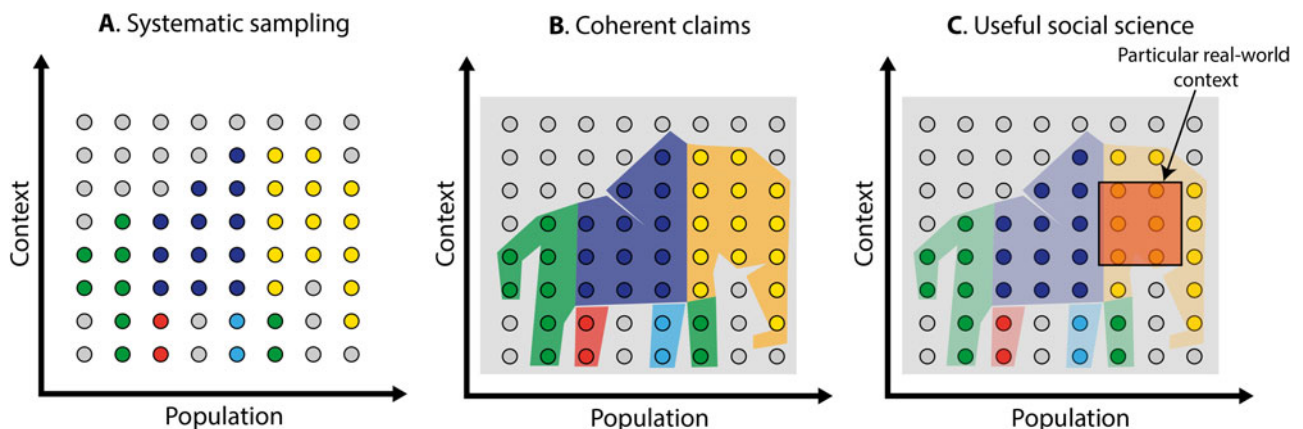 A. Systematic sampling
Context
Population
B. Coherent claims
Context
Population
C. Useful social science
Particular real-world
context
Context
Population